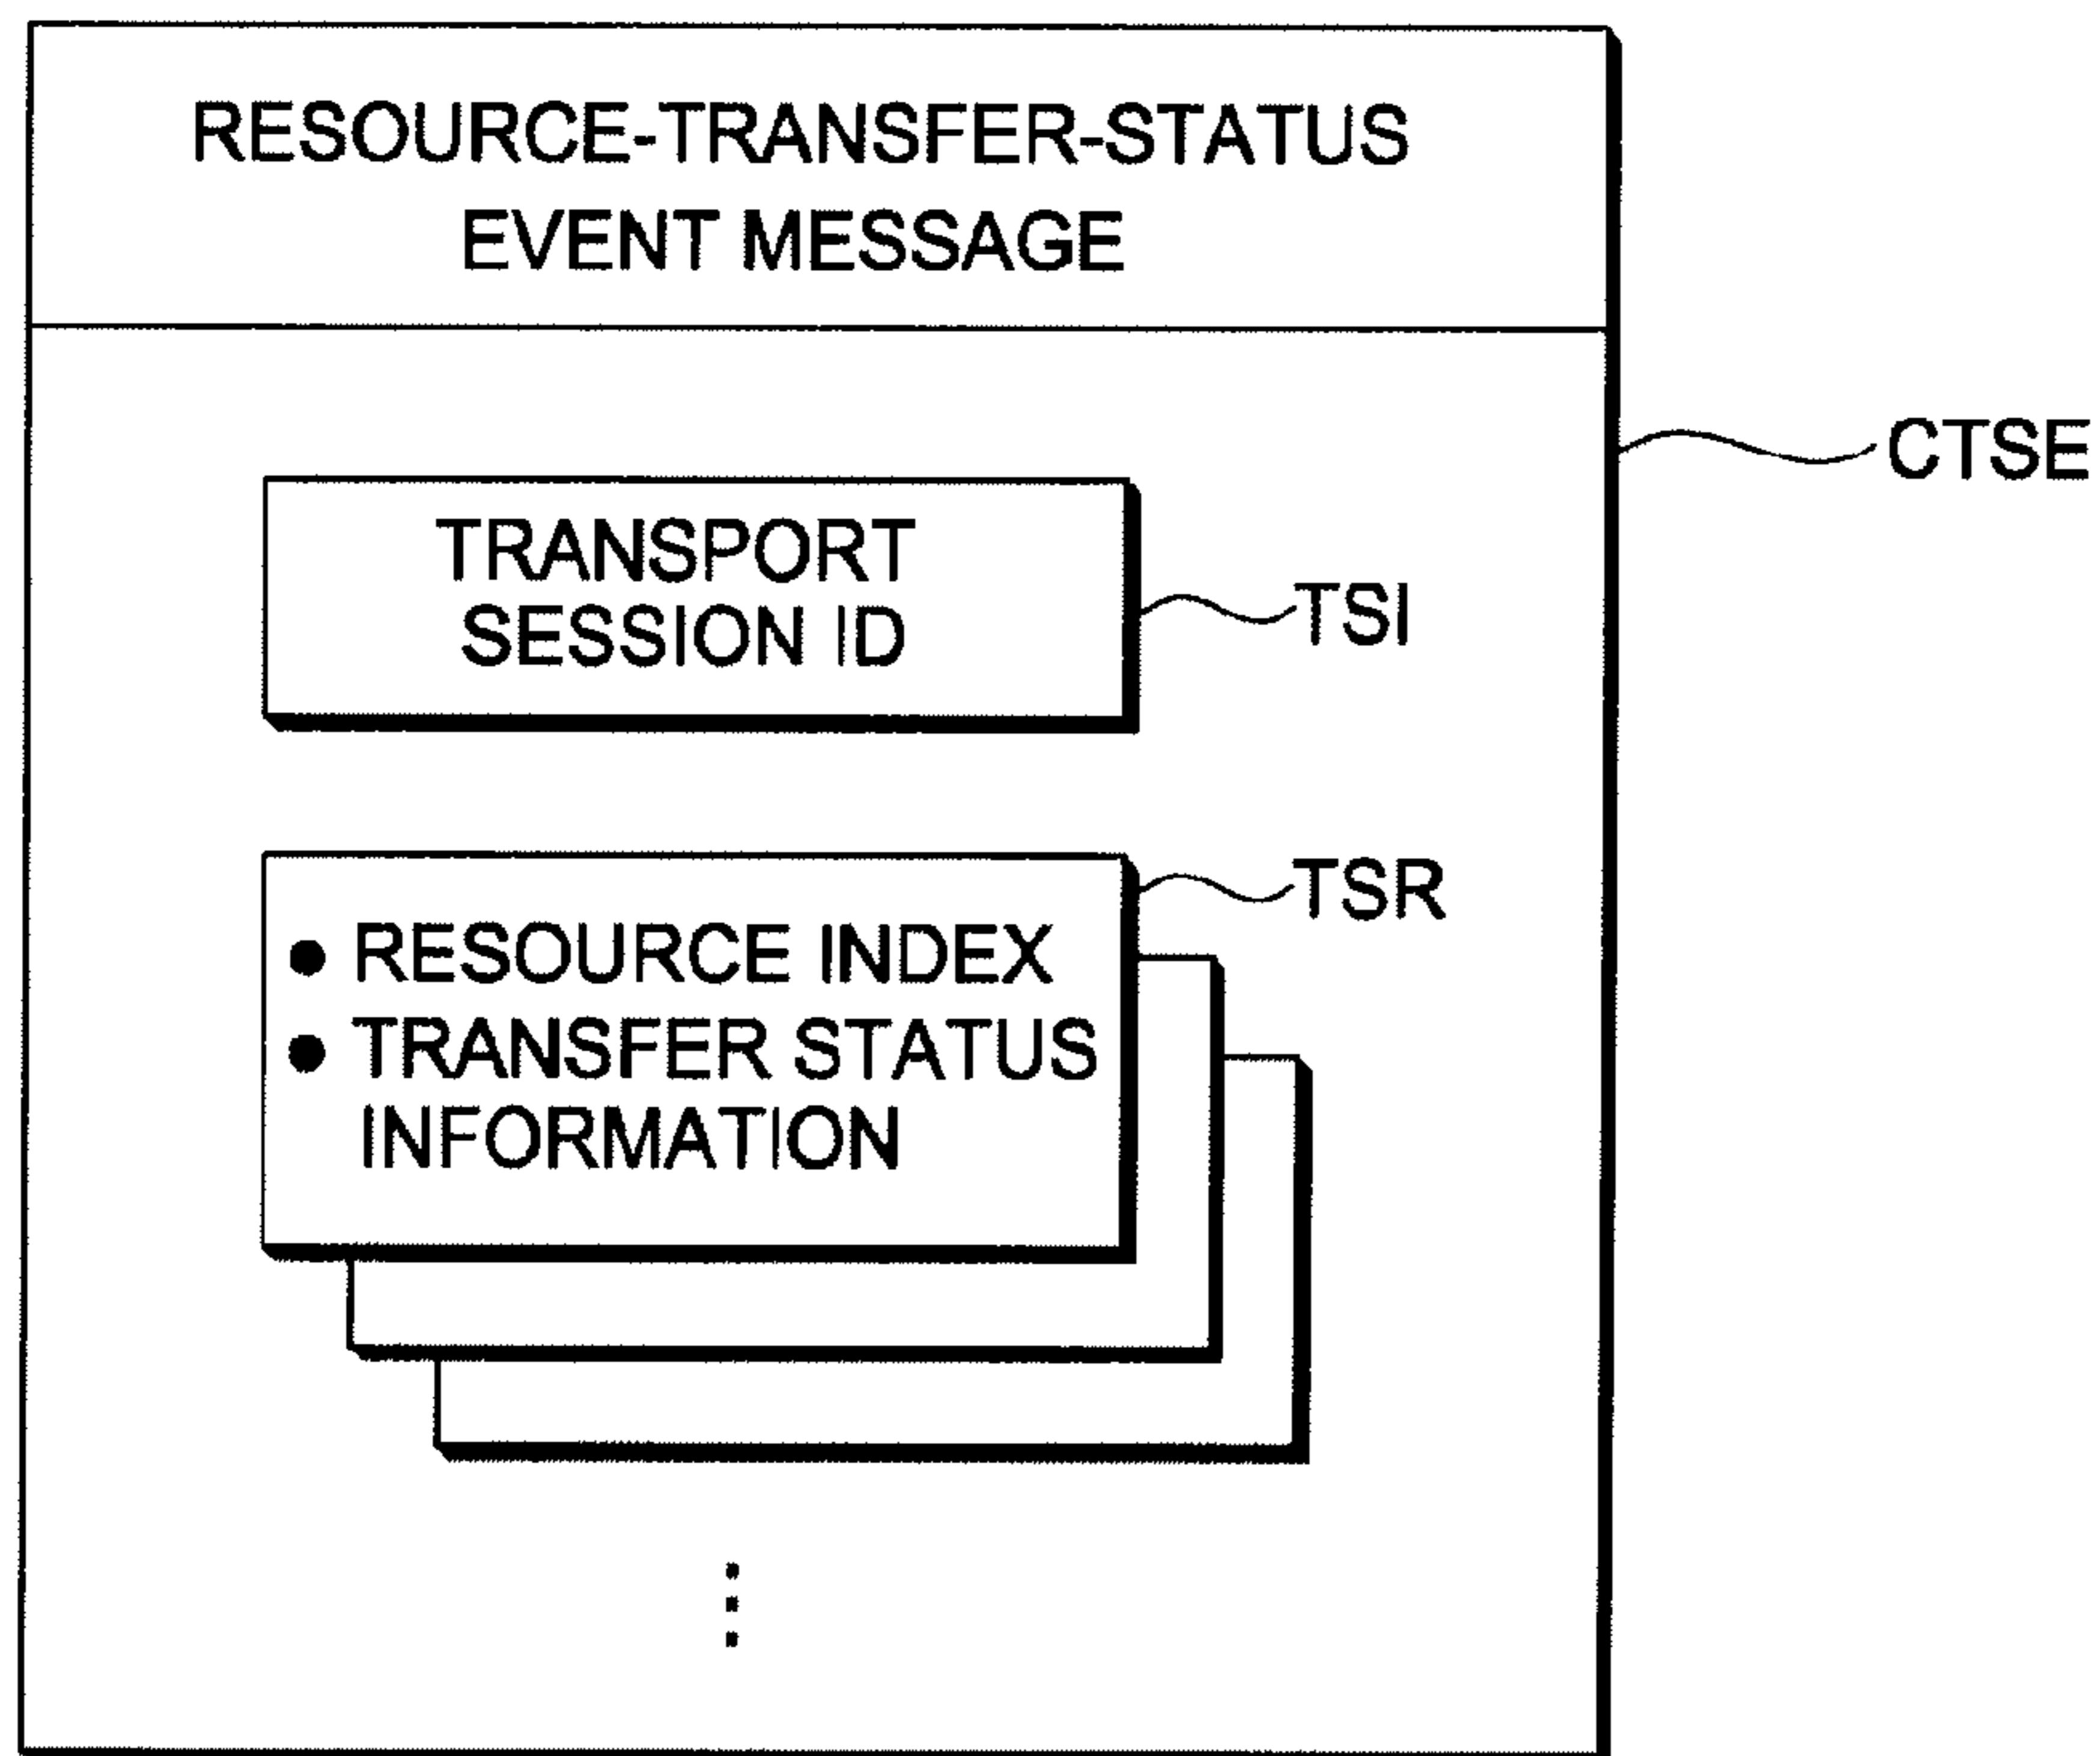 RESOURCE-TRANSFER-STATUS
EVENT MESSAGE
CTSE
TRANSPORT
SESSION ID
TSI
TSR
● RESOURCE INDEX
● TRANSFER STATUS
INFORMATION